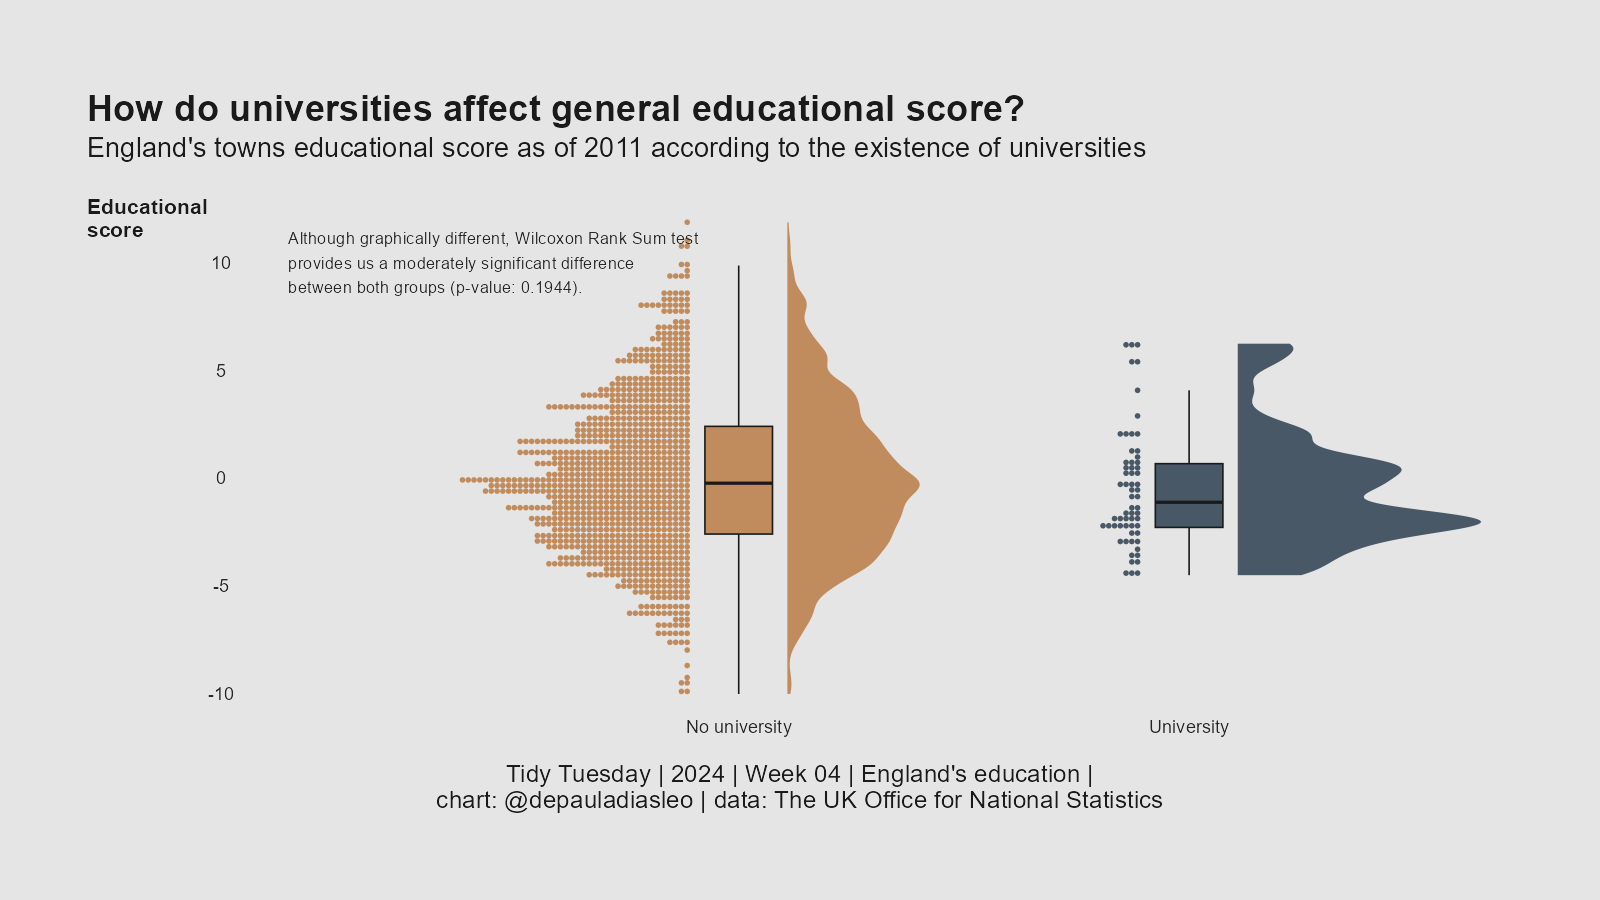 How do universities affect general educational score?
England's towns educational score as of 2011 according to the existence of universities
Educational
score
Although graphically different, Wilcoxon Rank Sum test
provides us a moderately significant difference
between both groups (p-value: 0.1944).
10
5
0
-5
-10
No university
University
Tidy Tuesday | 2024 | Week 04 | England's education |
chart: @depauladiasleo | data: The UK Office for National Statistics